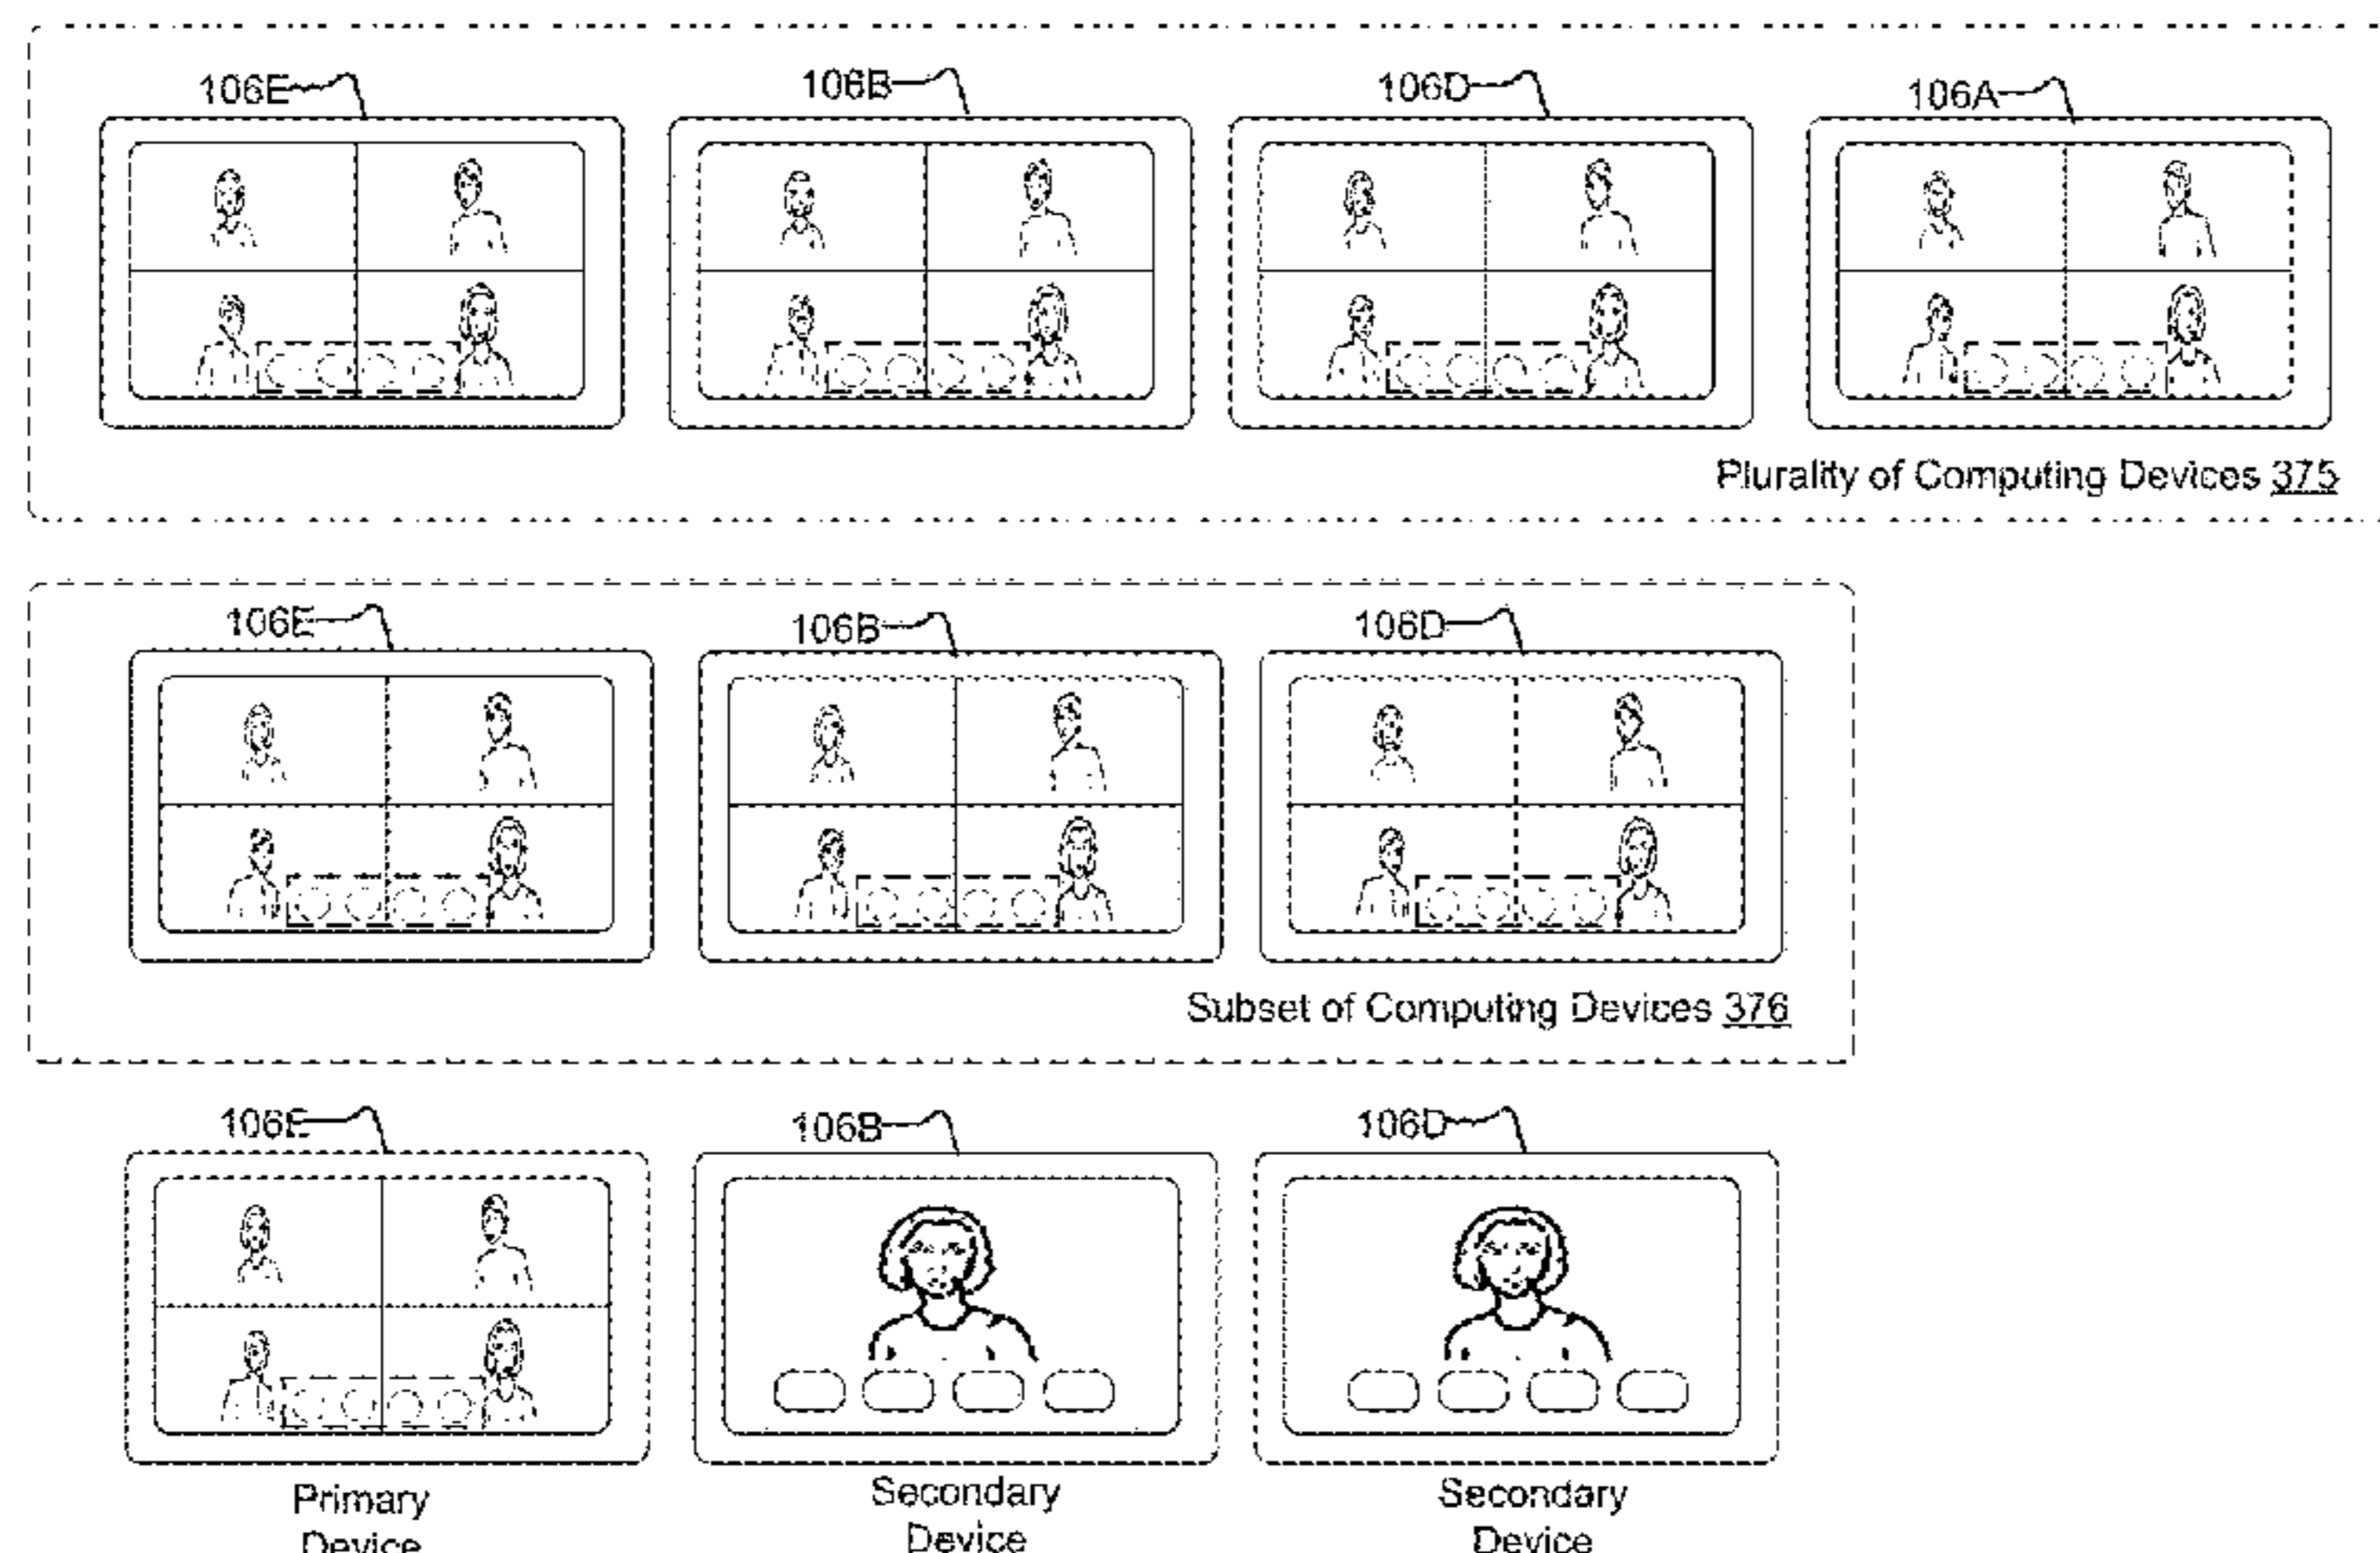 106E 106B 106D 106A
Plurality of Computing Devices 375
106E 106B 106D
Subset of Computing Devices 376
106E 106B 106D
Primary Secondary Secondary
Device Device Device